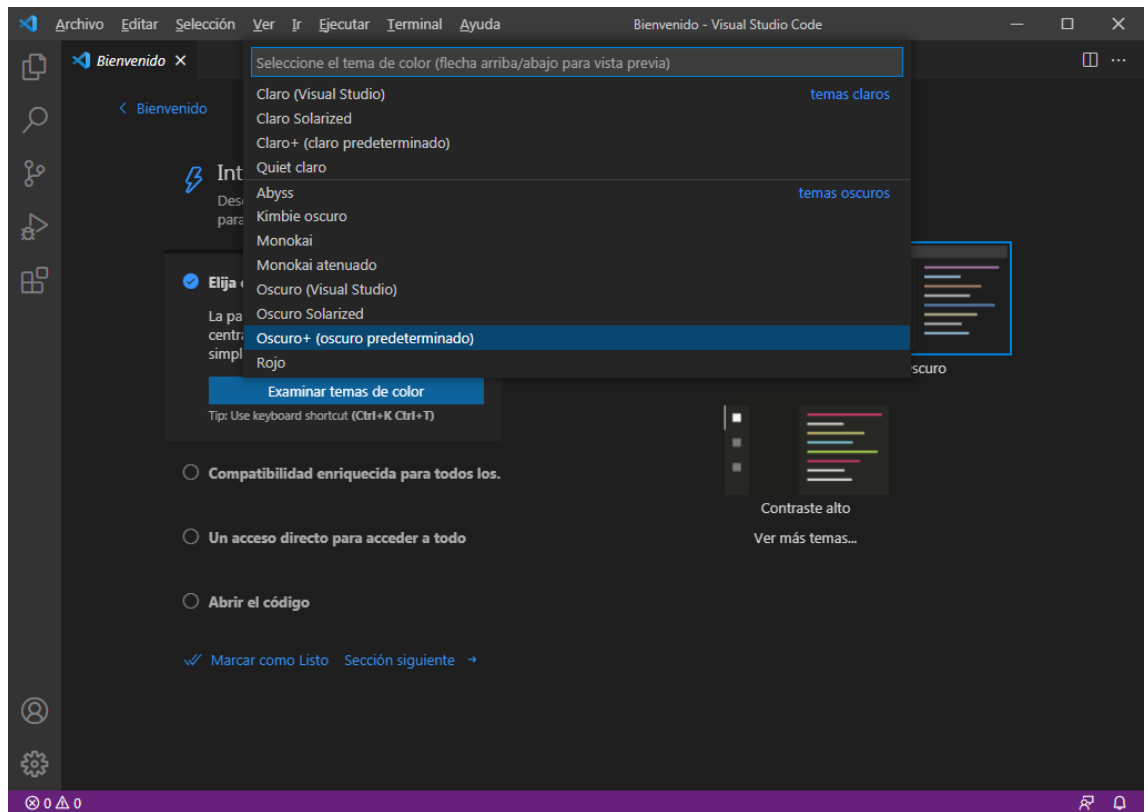 Archivo Editar Selección Ver Ir Ejecutar Terminal Ayuda Bienvenido - Visual Studio Code
Bienvenido
Seleccione el tema de color (flecha arriba/abajo para vista previa)
Claro (Visual Studio) temas claros
Claro Solarized
Claro+ (claro predeterminado)
Quiet claro
Abyss temas oscuros
Kimbie oscuro
Monokai
Monokai atenuado
Oscuro (Visual Studio)
Oscuro Solarized
Oscuro+ (oscuro predeterminado)
Rojo
Bienvenido
Elija
La
Examinar temas de color
Tip: Use keyboard shortcut (Ctrl+K Ctrl+T)
Compatibilidad enriquecida para todos los.
Un acceso directo para acceder a todo
Abrir el código
Marcar como Listo Sección siguiente
Contraste alto
Ver más temas...
0 0